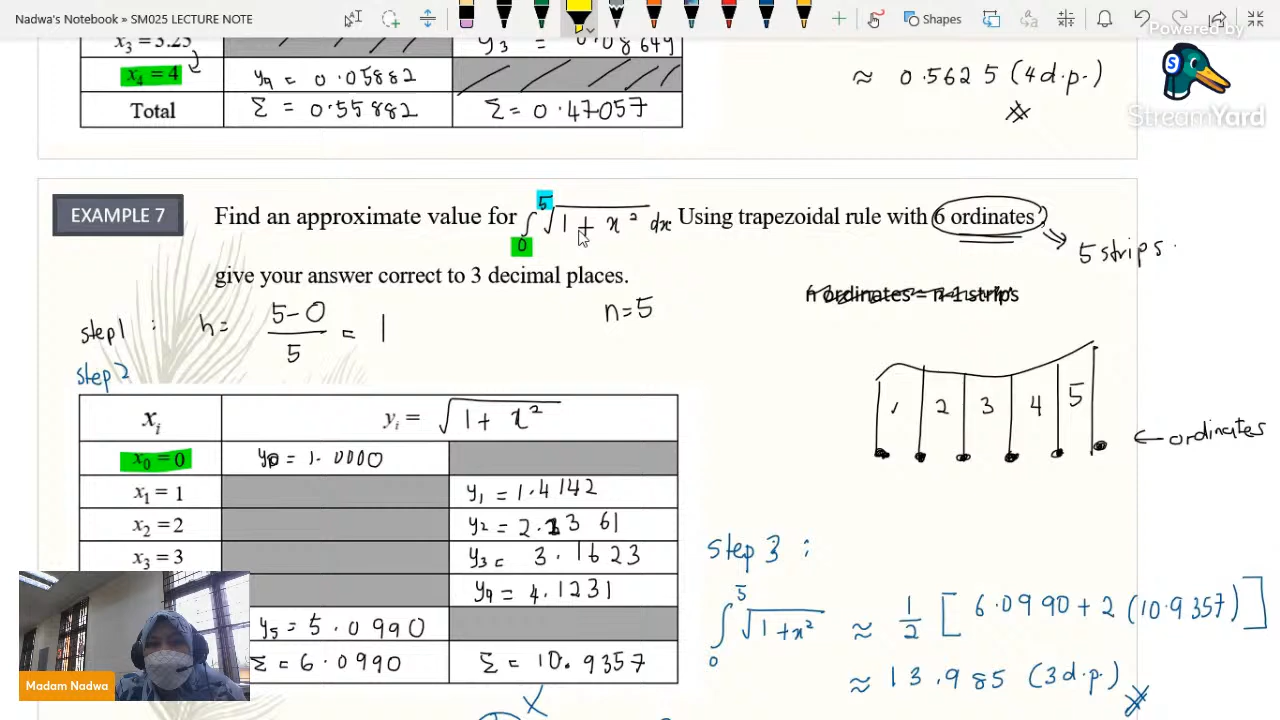 Nadwa's Notebook » SM025 LECTURE NOTE
Shapes
Powered by
StreamYard
x₃ = 3.25 y₃ = 0.08649
x₄ = 4 y₄ = 0.05882
Total Σ = 0.55882 Σ = 0.47057
≈ 0.5625 (4d.p.)
EXAMPLE 7 Find an approximate value for ∫₀⁵ √(1 + x²) dx Using trapezoidal rule with 6 ordinates?
⇒ 5 strips
give your answer correct to 3 decimal places.
n ordinates = n-1 strips
step 1 : h = (5-0)/5 = 1 n=5
step 2
xᵢ yᵢ = √(1 + x²)
x₀ = 0 y₀ = 1.0000
x₁ = 1 y₁ = 1.4142
x₂ = 2 y₂ = 2.2361
x₃ = 3 y₃ = 3.1623
y₄ = 4.1231
y₅ = 5.0990
Σ = 6.0990 Σ = 10.9357
2 3 4 5
← ordinates
step 3 :
∫₀⁵ √(1+x²) ≈ 1/2 [6.0990 + 2 (10.9357)]
≈ 13.985 (3d.p.)
Madam Nadwa